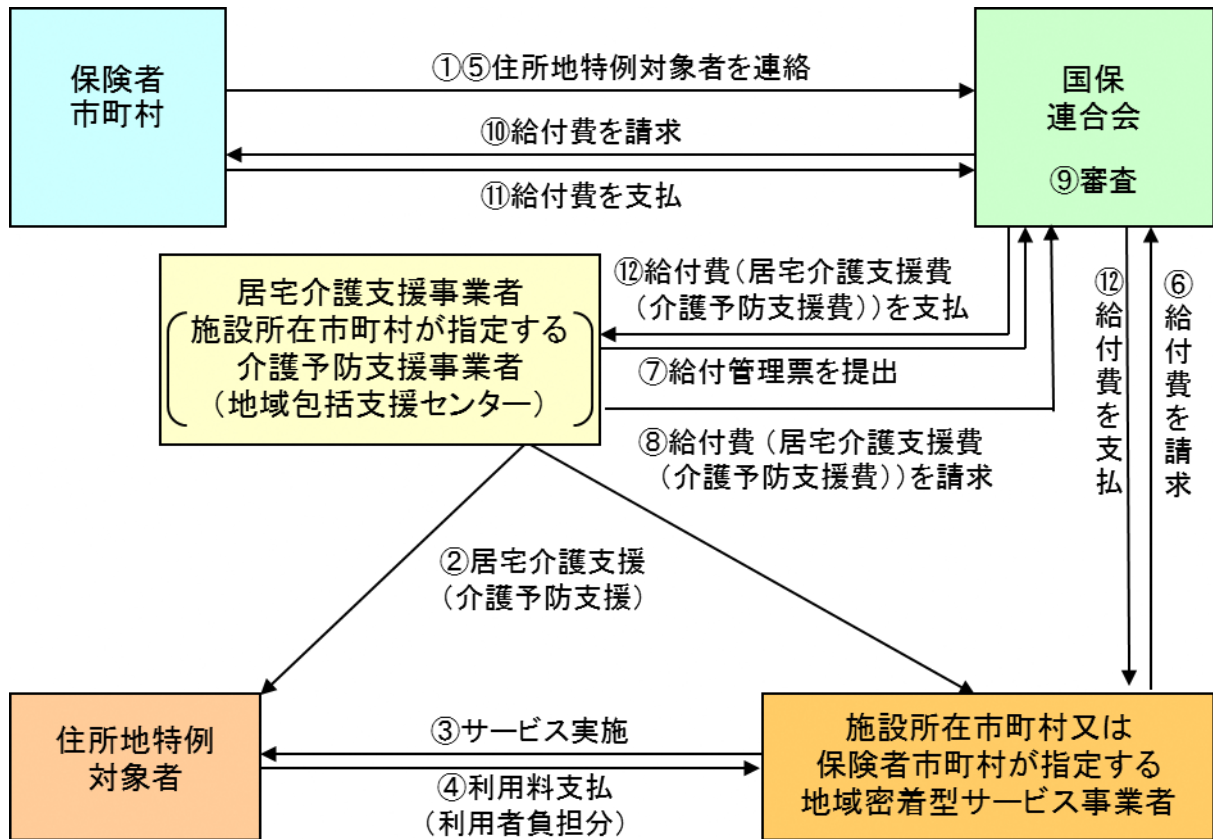 保険者
市町村
①⑤住所地特例対象者を連絡
⑩給付費を請求
⑪給付費を支払
国保
連合会
⑨審査
居宅介護支援事業者
施設所在市町村が指定する
介護予防支援事業者
(地域包括支援センター)
⑫給付費(居宅介護支援費
(介護予防支援費))を支払
⑦給付管理票を提出
⑧給付費 (居宅介護支援費
(介護予防支援費))を請求
⑫給付費を支払
⑥給付費を請求
②居宅介護支援
(介護予防支援)
住所地特例
対象者
③サービス実施
④利用料支払
(利用者負担分)
施設所在市町村又は
保険者市町村が指定する
地域密着型サービス事業者